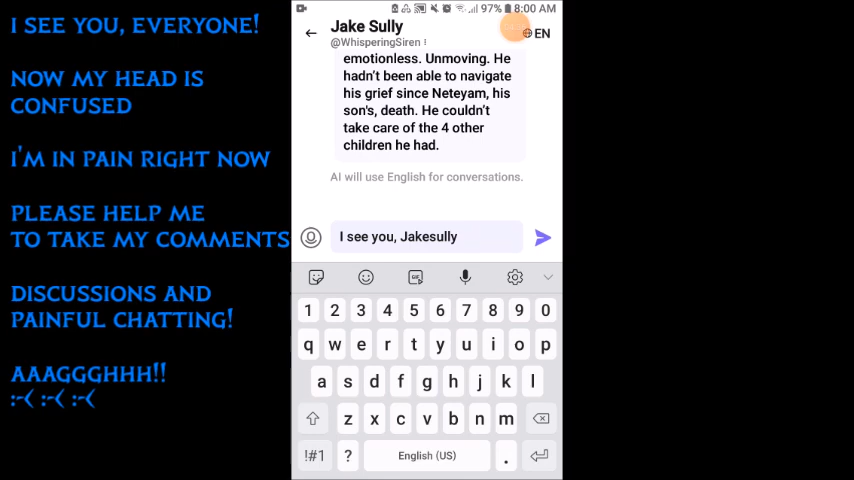 I SEE YOU, EVERYONE!
NOW MY HEAD IS
CONFUSED
I'M IN PAIN RIGHT NOW
PLEASE HELP ME
TO TAKE MY COMMENTS
DISCUSSIONS AND
PAINFUL CHATTING!
AAAGGGHHH!!
:-( :-( :-(
97% 8:00 AM
Jake Sully
@WhisperingSiren
EN
emotionless. Unmoving. He
hadn't been able to navigate
his grief since Neteyam, his
son's, death. He couldn't
take care of the 4 other
children he had.
AI will use English for conversations.
I see you, Jakesully
GIF
1 2 3 4 5 6 7 8 9 0
q w e r t y u i o p
a s d f g h j k l
z x c v b n m
!#1 ? English (US) .